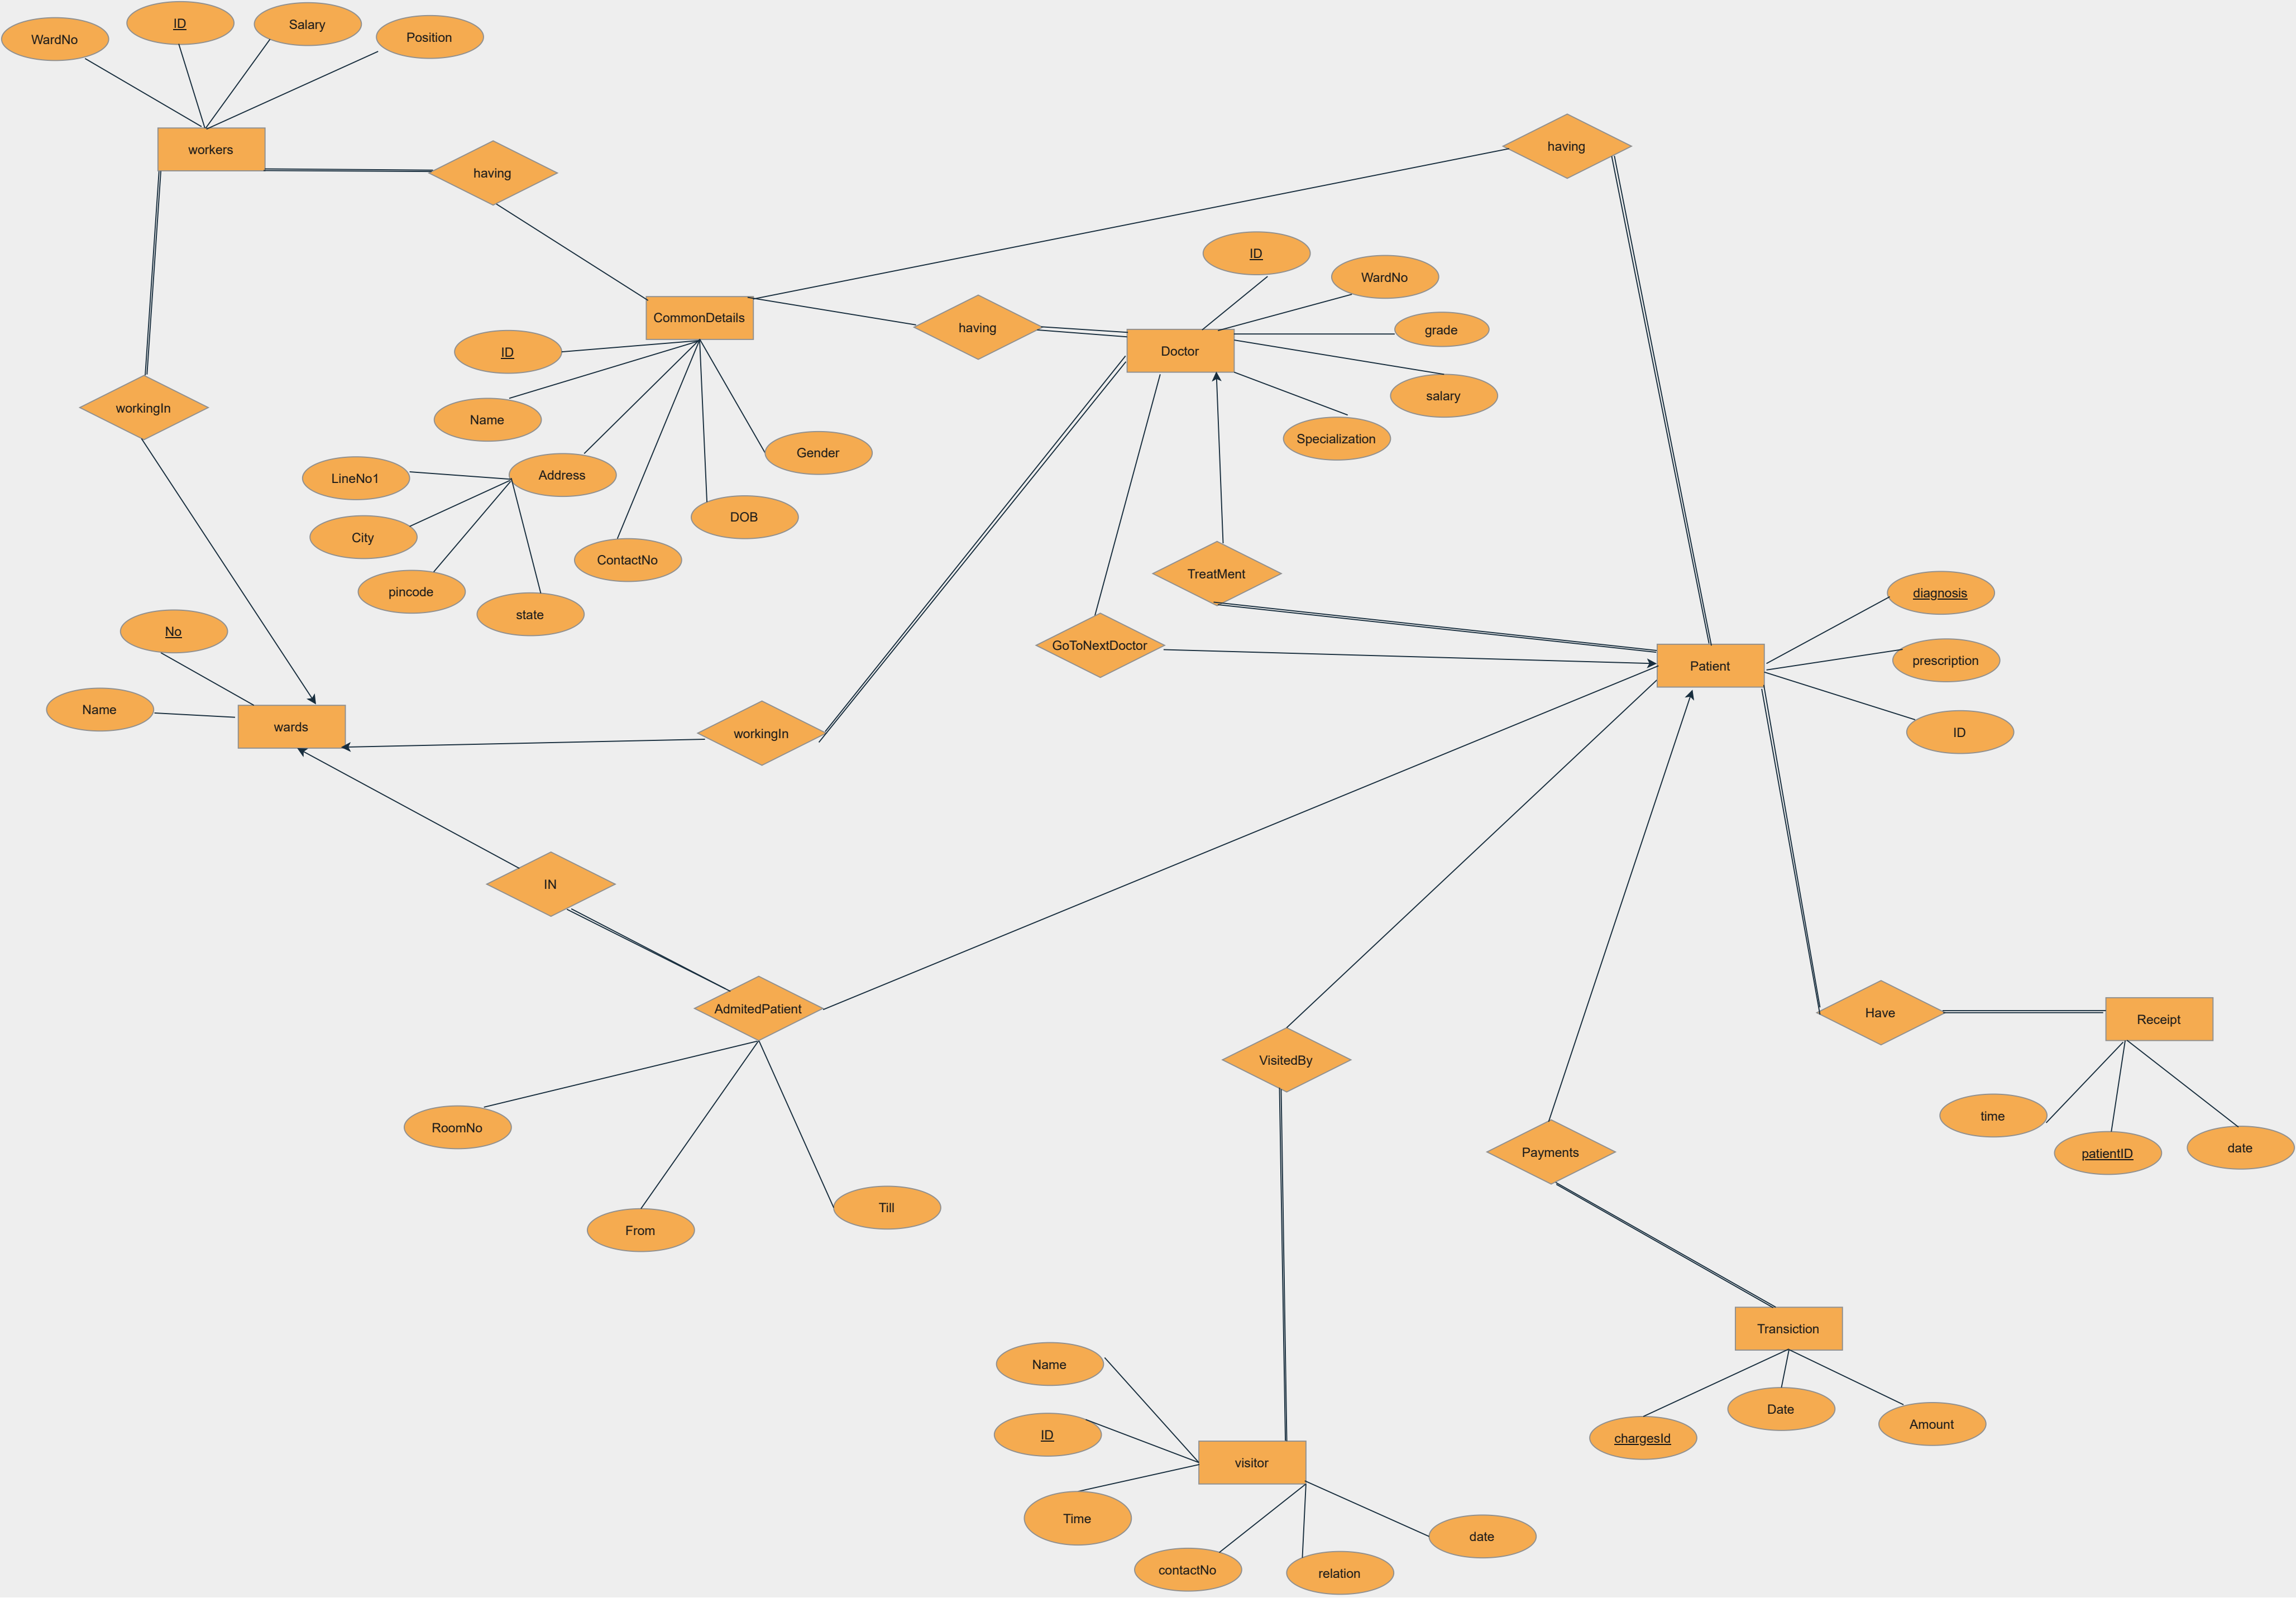 WardNo
ID
Salary
Position
workers
having
having
ID
WardNo
CommonDetails
having
Doctor
grade
salary
Specialization
ID
Name
workingIn
Gender
LineNo1
Address
DOB
City
ContactNo
pincode
state
TreatMent
GoToNextDoctor
diagnosis
prescription
ID
Patient
No
Name
wards
workingIn
IN
AdmitedPatient
Have
Receipt
VisitedBy
Payments
RoomNo
time
patientID
date
From
Till
Transiction
Name
ID
visitor
chargesId
Date
Amount
Time
contactNo
relation
date